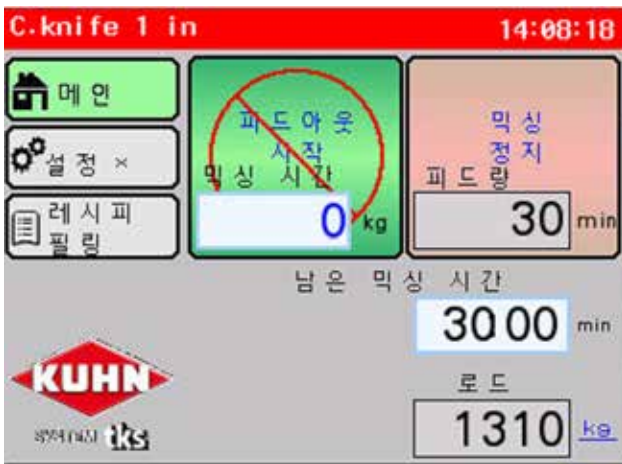 C.knife 1 in
14:08:18
메인
피드아웃
시작
믹싱
정지
설정 ×
믹싱 시간
피드량
0 kg
30 min
레시피
필링
남은 믹싱 시간
30 00 min
KUHN
로드
tks
1310 kg